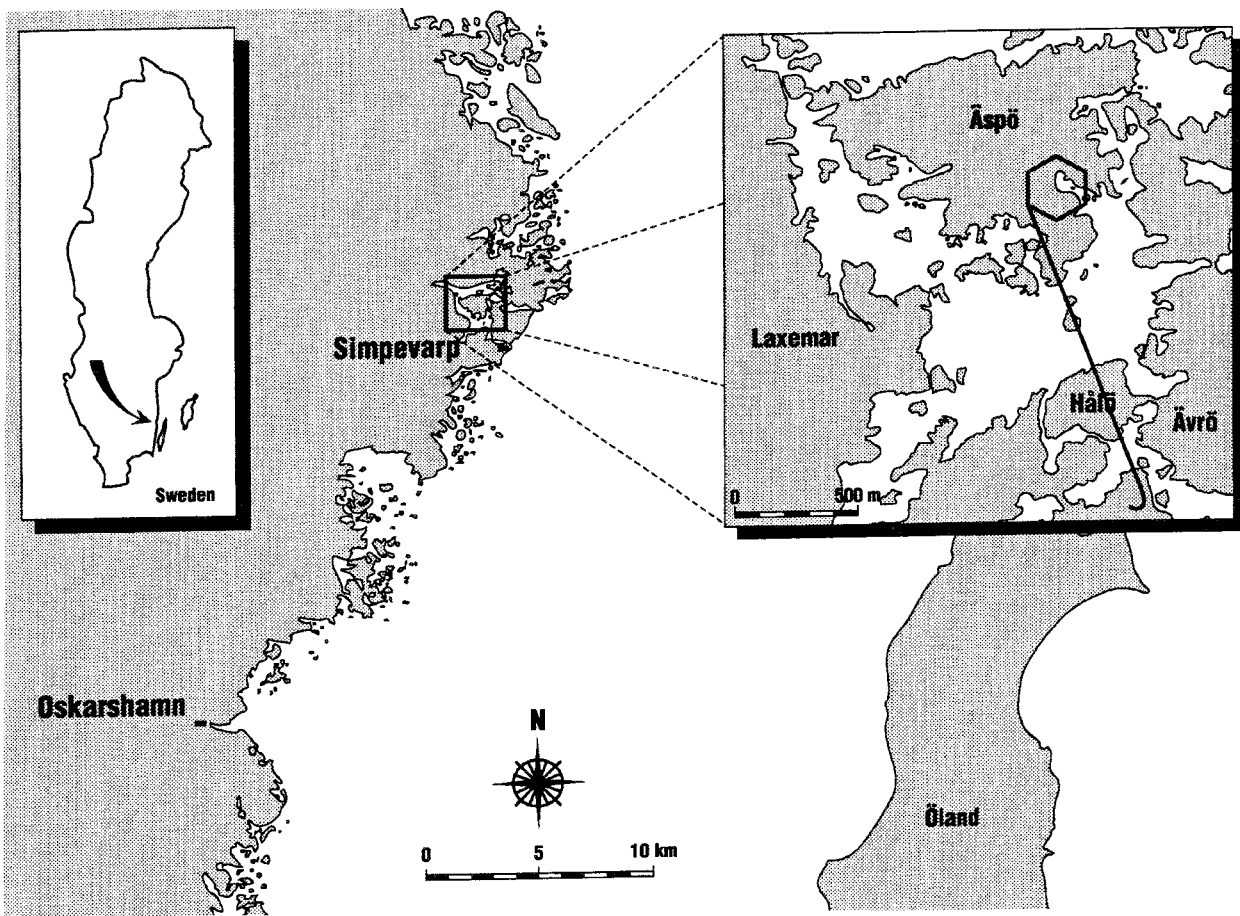 Sweden
Simpevarp
Oskarshamn
N
0 5 10 km
Äspö
Laxemar
Hålö
Ävrö
0 500 m
Öland